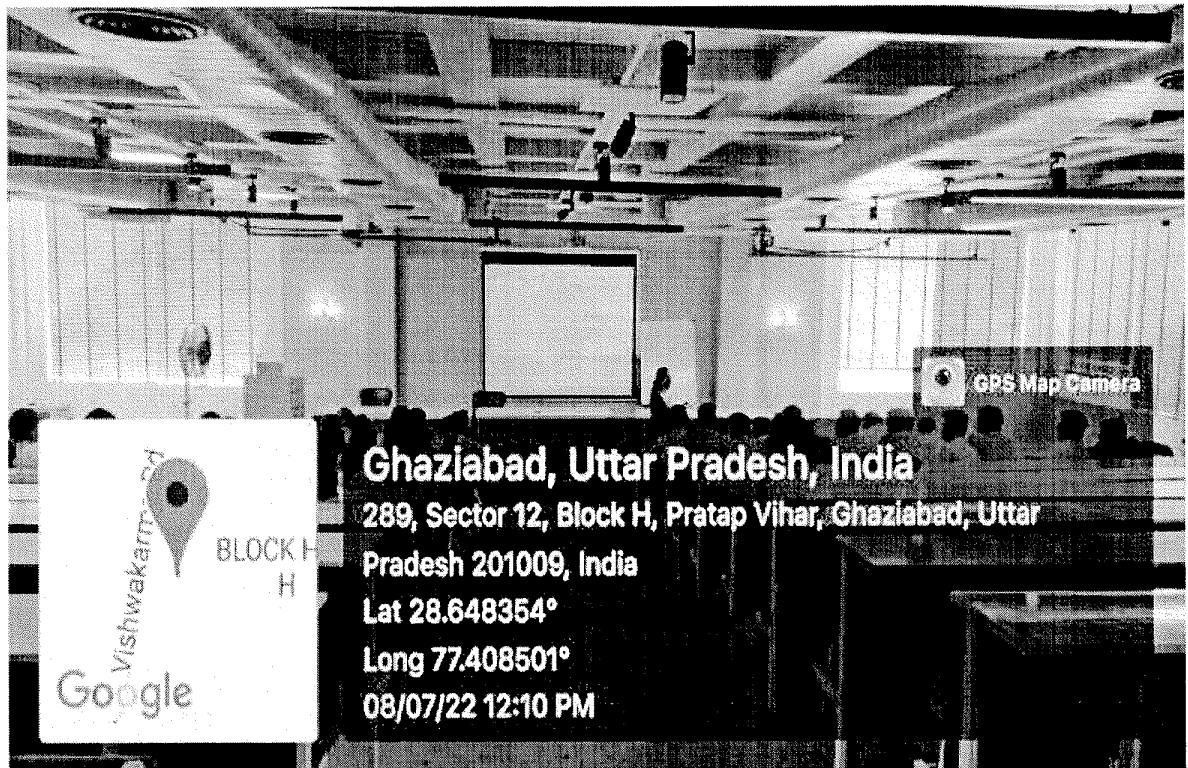 GPS Map Camera
Ghaziabad, Uttar Pradesh, India
289, Sector 12, Block H, Pratap Vihar, Ghaziabad, Uttar
Pradesh 201009, India
Lat 28.648354°
Long 77.408501°
08/07/22 12:10 PM
BLOCK H
H
Vishwakarma
Google